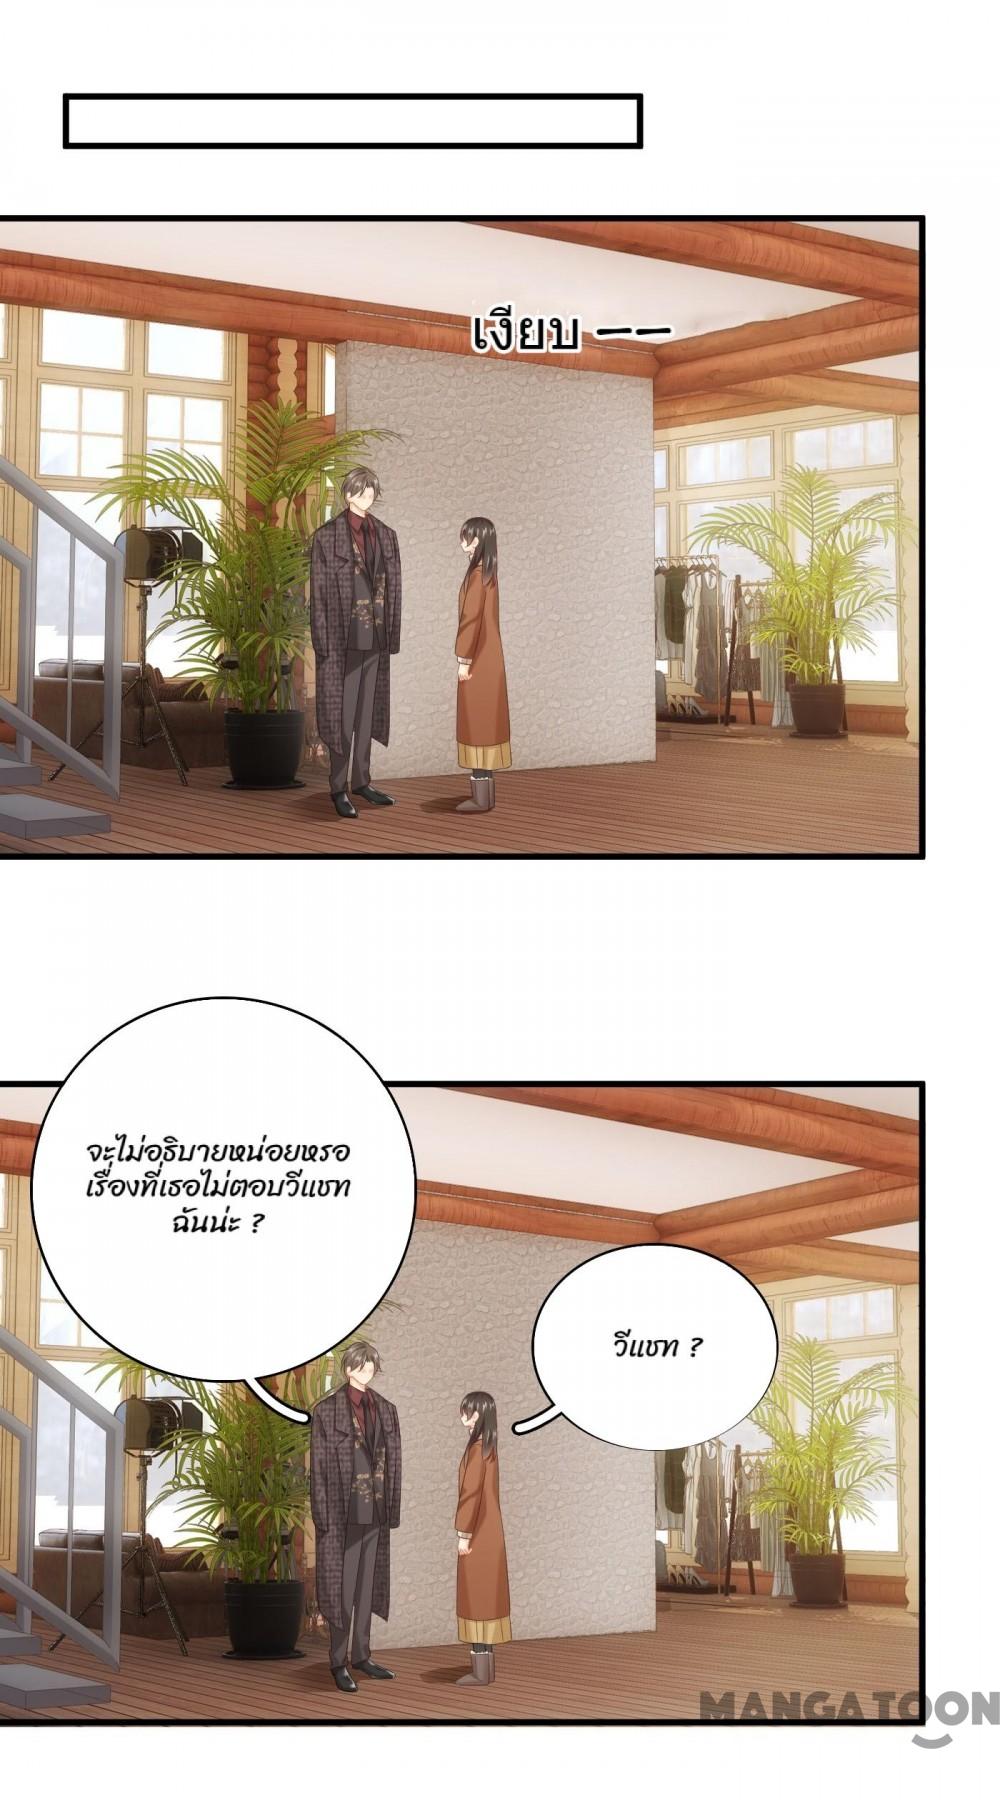 เงียบ ——
จะไม่อธิบายหน่อยหรอ
เรื่องที่เธอไม่ตอบวีแชท
ฉันน่ะ ?
วีแชท ?
MANGATOON